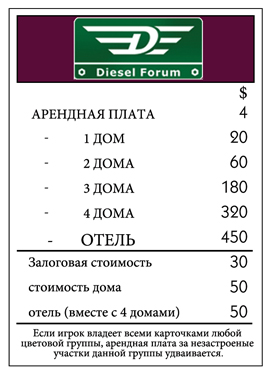 Diesel Forum
$
АРЕНДНАЯ ПЛАТА 4
- 1 ДОМ 20
- 2 ДОМА 60
- 3 ДОМА 180
- 4 ДОМА 320
- ОТЕЛЬ 450
Залоговая стоимость 30
стоимость дома 50
отель (вместе с 4 домами) 50
Если игрок владеет всеми карточками любой
цветовой группы, арендная плата за незастроеные
участки данной группы удваивается.